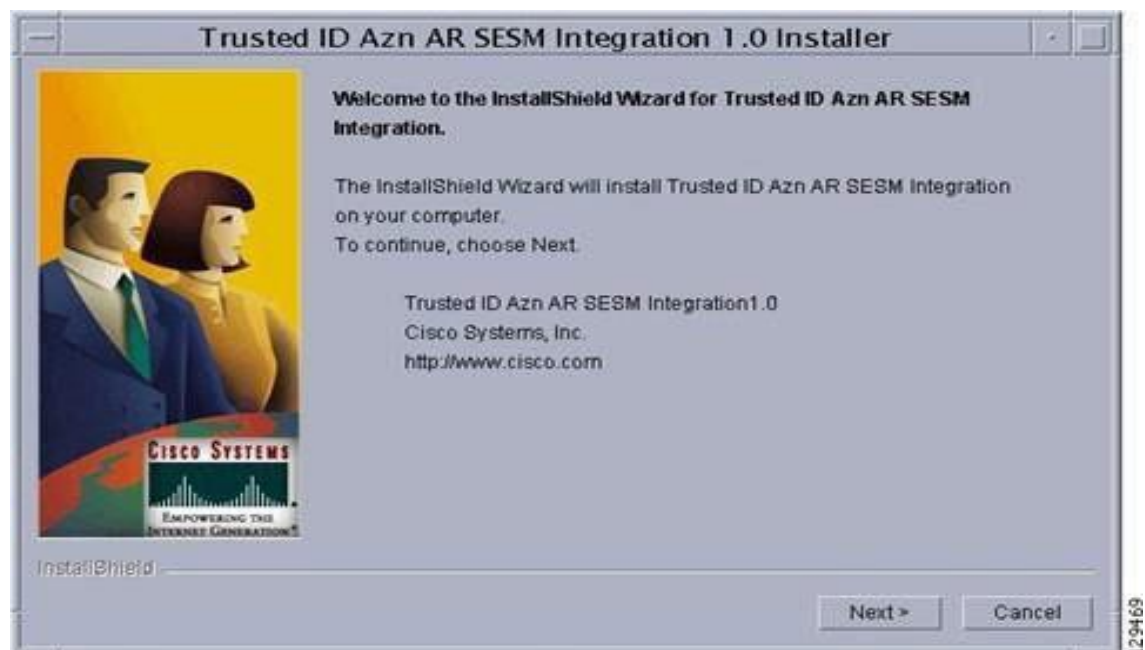 Trusted ID Azn AR SESM Integration 1.0 Installer
Welcome to the InstallShield Wizard for Trusted ID Azn AR SESM
Integration.
The InstallShield Wizard will install Trusted ID Azn AR SESM Integration
on your computer.
To continue, choose Next.
Trusted ID Azn AR SESM Integration1.0
Cisco Systems, Inc.
http://www.cisco.com
CISCO SYSTEMS
EMPOWERING THE
INTERNET GENERATION
InstallShield
Next >
Cancel
29469